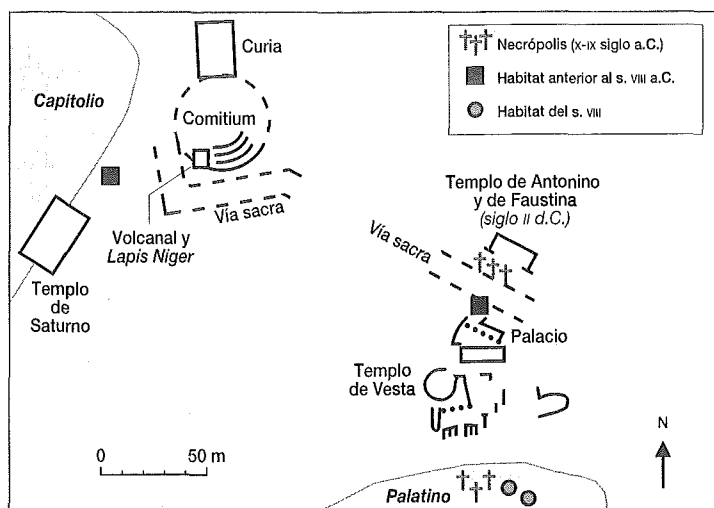 Curia
Capitolio
Comitium
Vía sacra
Volcanal y
Lapis Niger
Templo
de
Saturno
0 50 m
Necrópolis (X-IX siglo a.C.)
Habitat anterior al s. VIII a.C.
Habitat del s. VIII
Templo de Antonino
y de Faustina
(siglo II d.C.)
Vía sacra
Palacio
Templo
de Vesta
N
Palatino